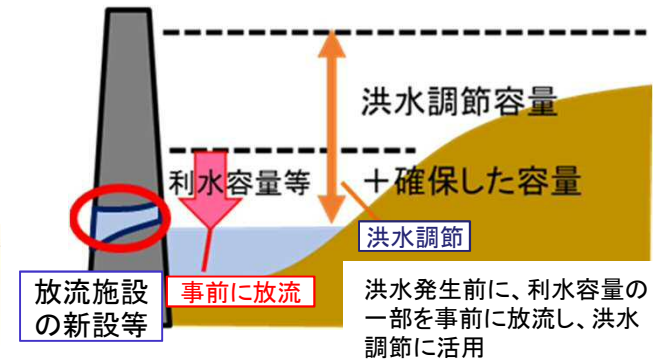 洪水調節容量
利水容量等
＋確保した容量
洪水調節
放流施設
の新設等
事前に放流
洪水発生前に、利水容量の
一部を事前に放流し、洪水
調節に活用